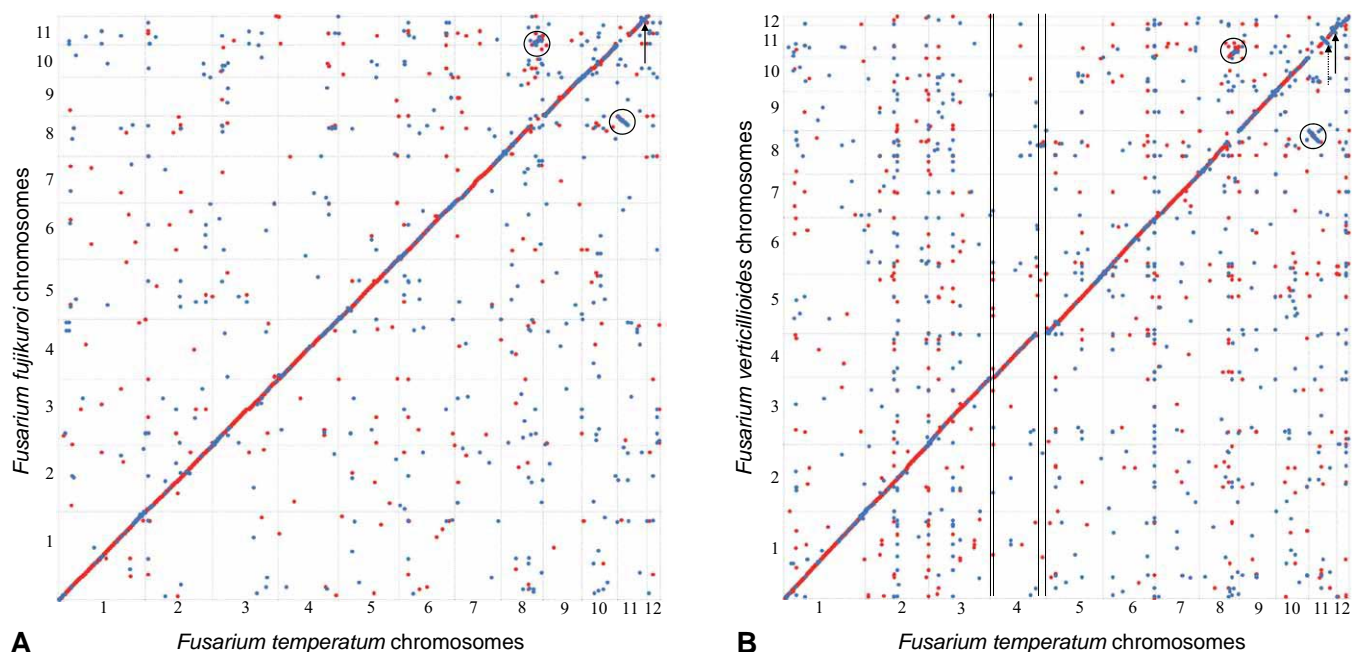 11
10
9
8
7
6
5
4
3
2
1
Fusarium fujikuroi chromosomes
1 2 3 4 5 6 7 8 9 10 11 12
A
Fusarium temperatum chromosomes
12
11
10
9
8
7
6
5
4
3
2
1
Fusarium verticillioides chromosomes
1 2 3 4 5 6 7 8 9 10 11 12
B
Fusarium temperatum chromosomes